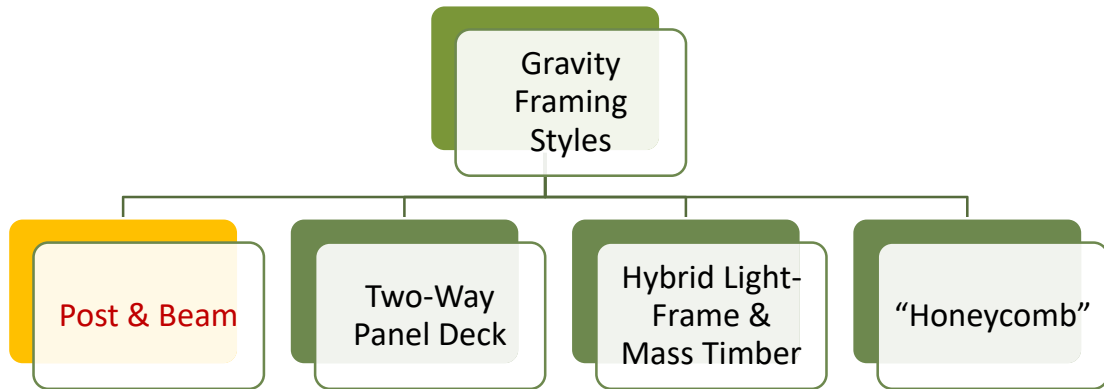 Gravity
Framing
Styles
Post & Beam
Two-Way
Panel Deck
Hybrid Light-
Frame &
Mass Timber
“Honeycomb”